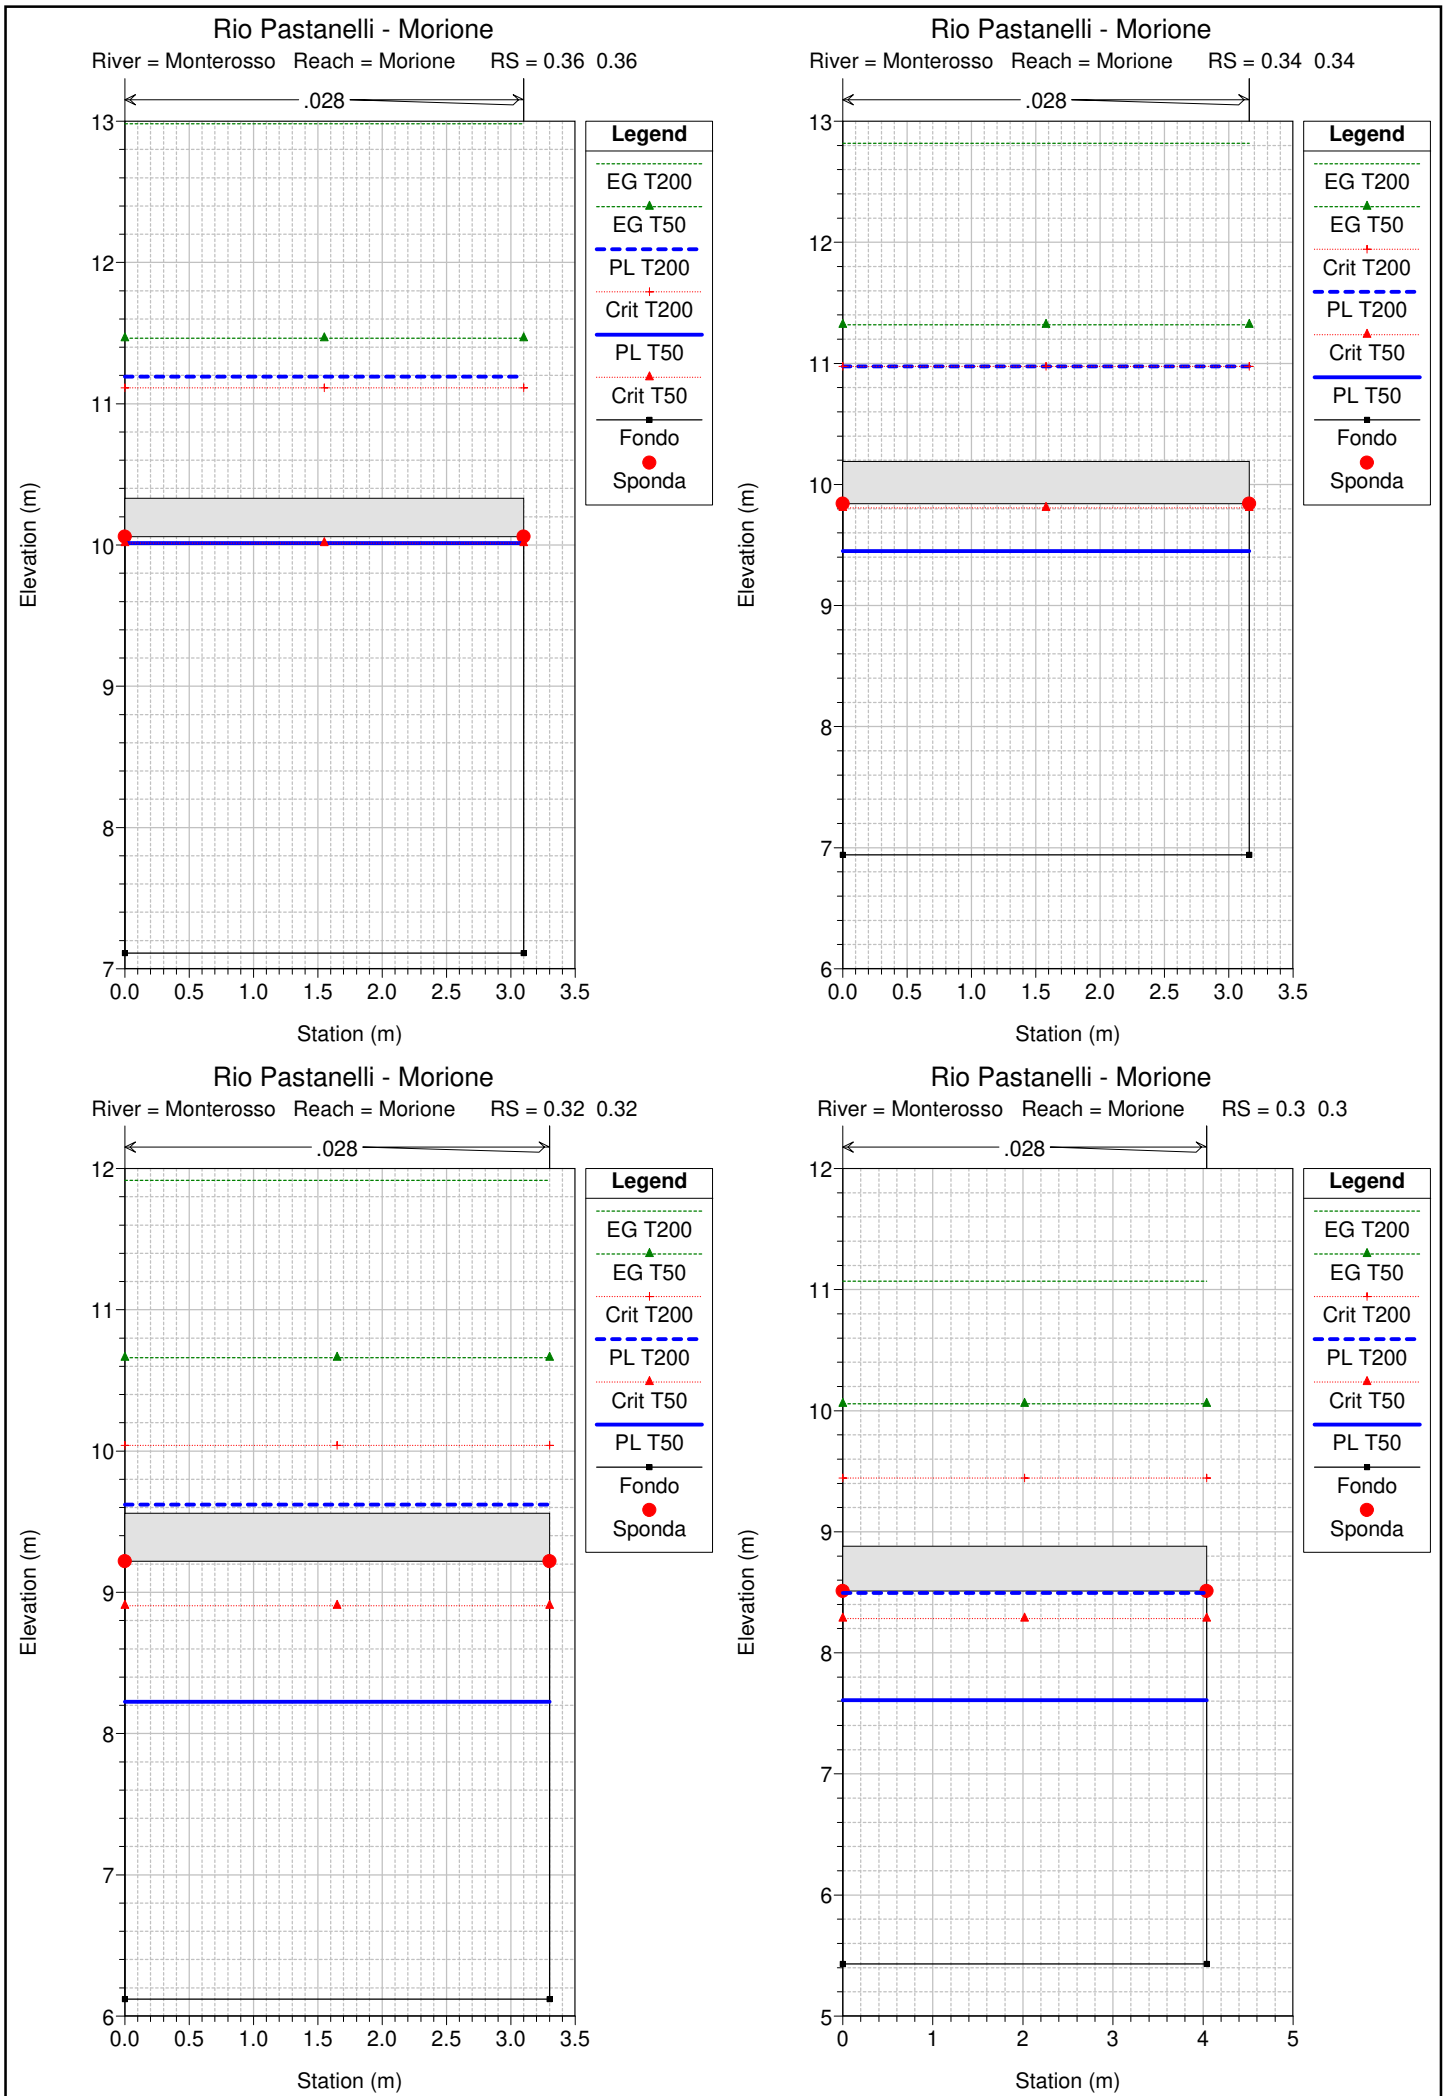 Rio Pastanelli - Morione
River = Monterosso Reach = Morione RS = 0.36 0.36
.028
Legend
EG T200
EG T50
PL T200
Crit T200
PL T50
Crit T50
Fondo
Sponda
13
12
11
10
9
8
7
Elevation (m)
0.0 0.5 1.0 1.5 2.0 2.5 3.0 3.5
Station (m)
Rio Pastanelli - Morione
River = Monterosso Reach = Morione RS = 0.34 0.34
.028
Legend
EG T200
EG T50
Crit T200
PL T200
Crit T50
PL T50
Fondo
Sponda
13
12
11
10
9
8
7
6
Elevation (m)
0.0 0.5 1.0 1.5 2.0 2.5 3.0 3.5
Station (m)
Rio Pastanelli - Morione
River = Monterosso Reach = Morione RS = 0.32 0.32
.028
Legend
EG T200
EG T50
Crit T200
PL T200
Crit T50
PL T50
Fondo
Sponda
12
11
10
9
8
7
6
Elevation (m)
0.0 0.5 1.0 1.5 2.0 2.5 3.0 3.5
Station (m)
Rio Pastanelli - Morione
River = Monterosso Reach = Morione RS = 0.3 0.3
.028
Legend
EG T200
EG T50
Crit T200
PL T200
Crit T50
PL T50
Fondo
Sponda
12
11
10
9
8
7
6
5
Elevation (m)
0 1 2 3 4 5
Station (m)